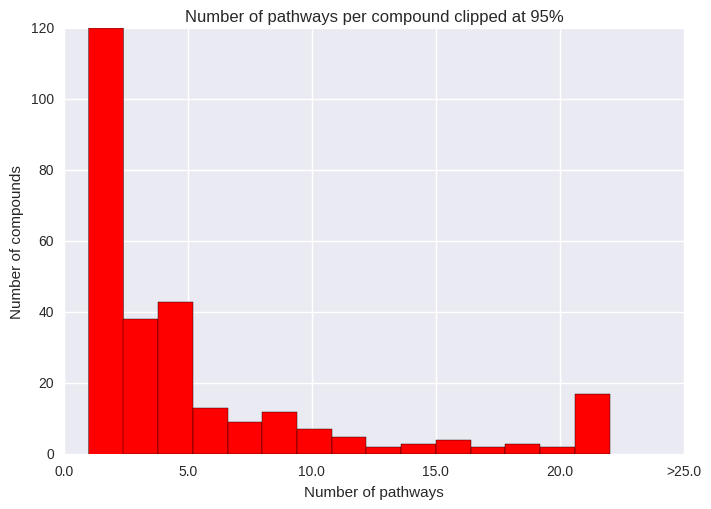 Number of pathways per compound clipped at 95%
120
100
80
60
40
20
0
Number of compounds
0.0 5.0 10.0 15.0 20.0 >25.0
Number of pathways